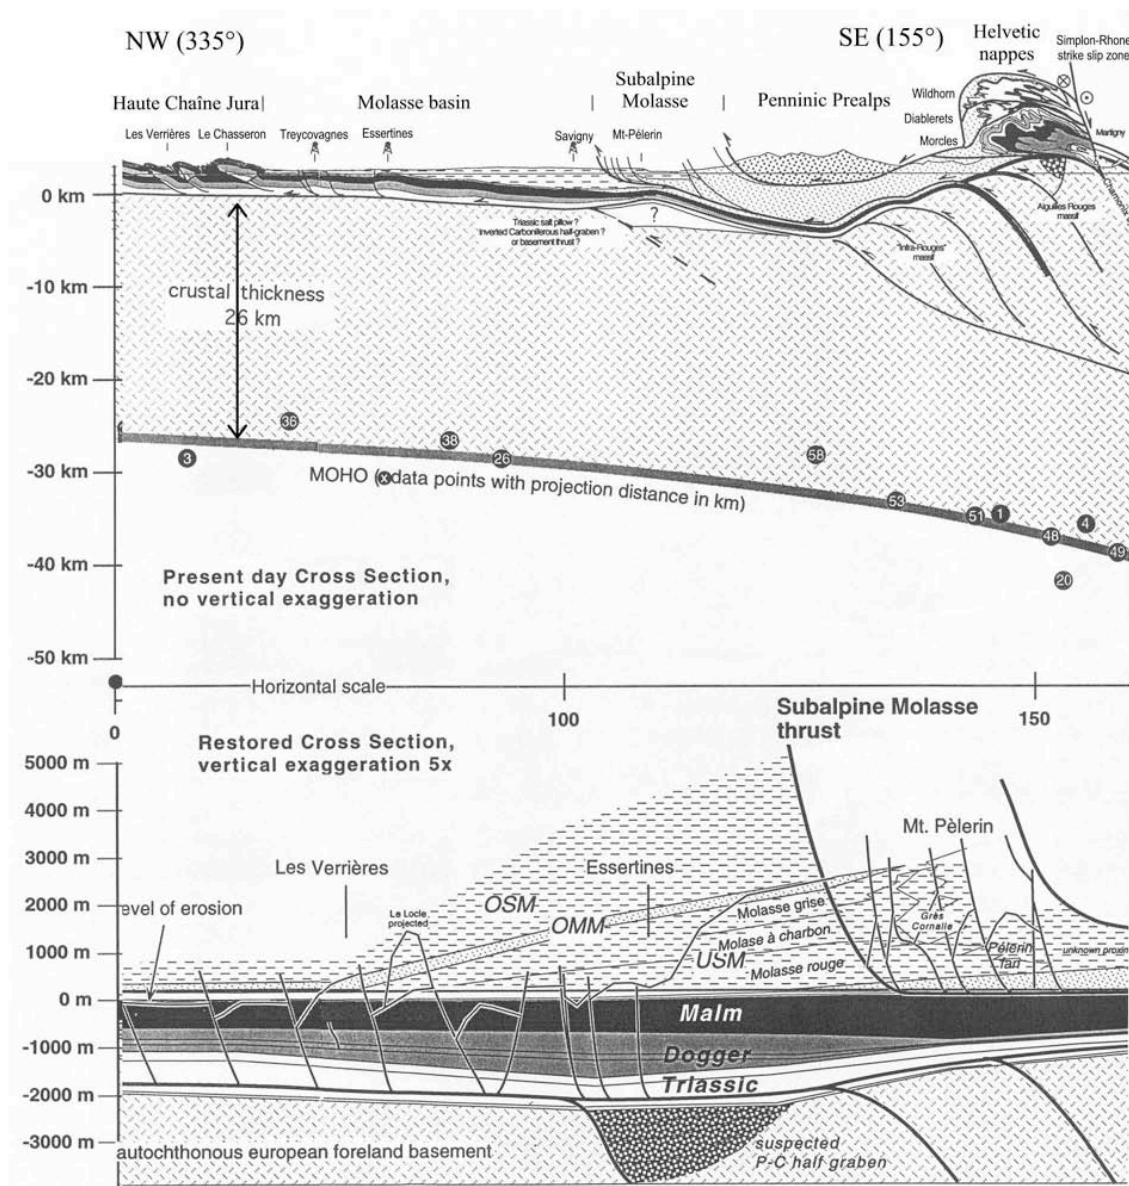 NW (335°)
SE (155°)
Helvetic
nappes
Simplon-Rhone
strike slip zone
Haute Chaîne Jura|
Molasse basin
Subalpine
Molasse
Penninic Prealps
Wildhorn
Diablerets
Morcles
Martigny
Les Verrières
Le Chasseron
Treycovagnes
Essertines
Savigny
Mt-Pélerin
0 km
Triassic salt pillow ?
Inverted Carboniferous half-graben ?
or basement thrust ?
?
"Infra-Rouges"
massif
Aiguilles Rouges
massif
-10 km
crustal thickness
26 km
-20 km
36
38
58
3
26
-30 km
MOHO (x data points with projection distance in km)
53
51
1
4
48
49
20
-40 km
Present day Cross Section,
no vertical exaggeration
-50 km
Horizontal scale
0
100
150
Subalpine Molasse
thrust
Restored Cross Section,
vertical exaggeration 5x
5000 m
4000 m
3000 m
2000 m
1000 m
0 m
-1000 m
-2000 m
-3000 m
Mt. Pèlerin
Les Verrières
Essertines
evel of erosion
Le Locle
projected
OSM
OMM
USM
Molasse grise
Molase à charbon
Molasse rouge
Grès
Cornalle
Pélerin
fan
unknown proxim
Malm
Dogger
Triassic
autochthonous european foreland basement
suspected
P-C half graben